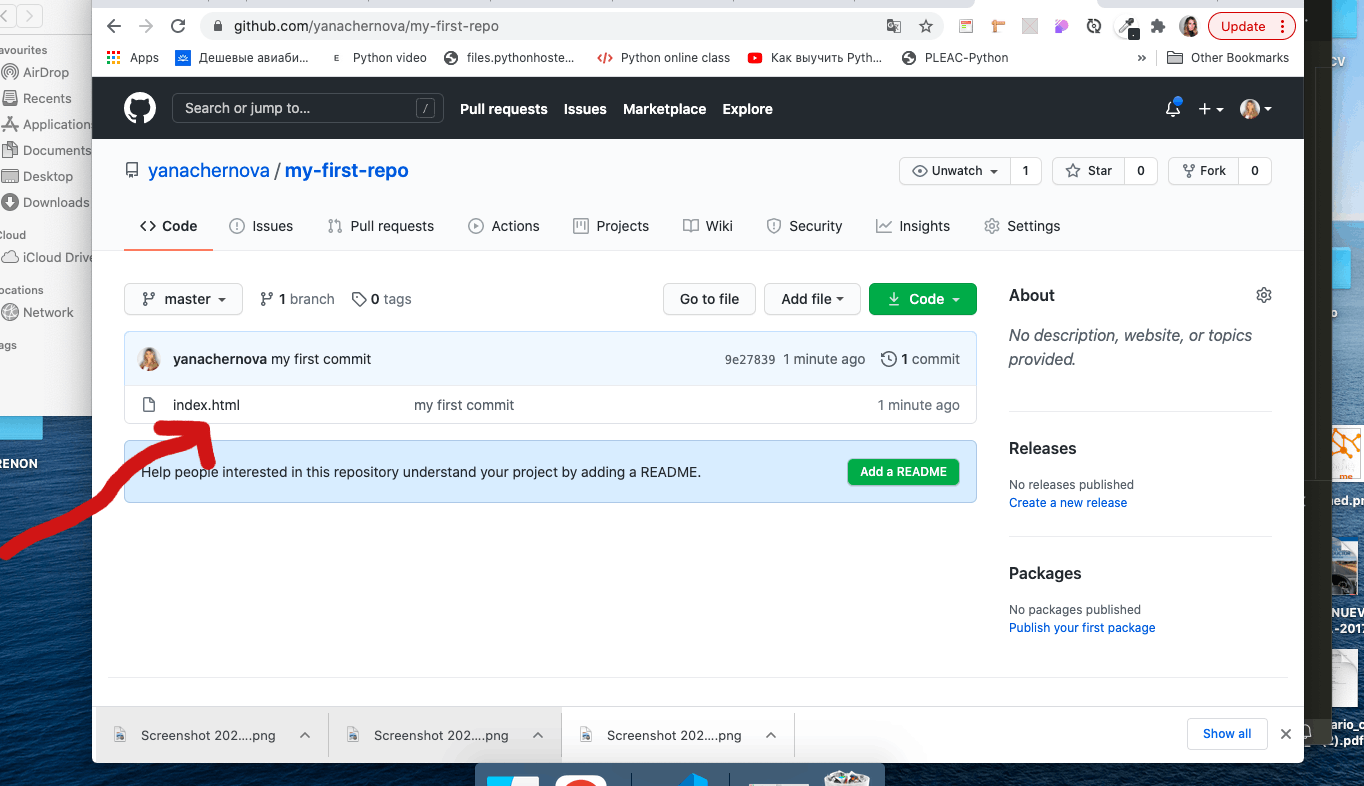 github.com/yanachernova/my-first-repo
Update
Apps
Дешевые авиаби...
E Python video
files.pythonhoste...
Python online class
Как выучить Pyth...
PLEAC-Python
»
Other Bookmarks
avourites
AirDrop
Recents
Applications
Documents
Desktop
Downloads
Cloud
iCloud Drive
ocations
Network
ags
RENON
Search or jump to...
/
Pull requests
Issues
Marketplace
Explore
yanachernova / my-first-repo
Unwatch 1
Star 0
Fork 0
Code
Issues
Pull requests
Actions
Projects
Wiki
Security
Insights
Settings
master
1 branch
0 tags
Go to file
Add file
Code
yanachernova my first commit
9e27839 1 minute ago
1 commit
index.html
my first commit
1 minute ago
Help people interested in this repository understand your project by adding a README.
Add a README
About
No description, website, or topics
provided.
Releases
No releases published
Create a new release
Packages
No packages published
Publish your first package
Screenshot 202....png
Screenshot 202....png
Screenshot 202....png
Show all
CV
me
ned.pr
NUEV
-2017
ario_c
2).pdf